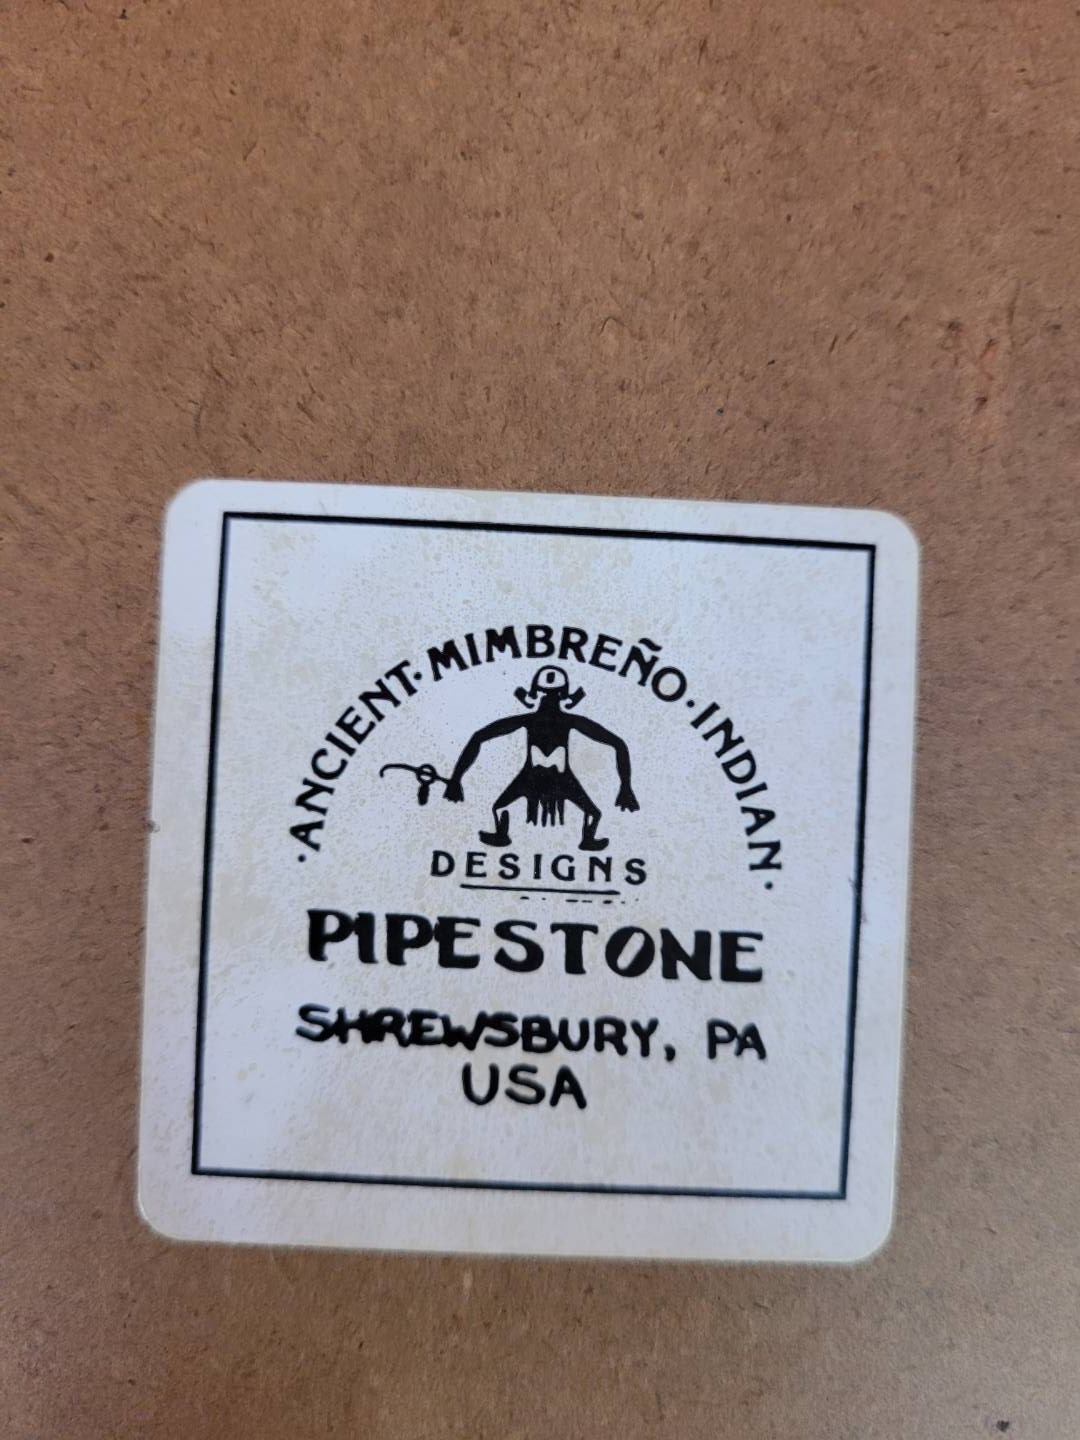 ·ANCIENT·MIMBREÑO·INDIAN·
DESIGNS
PIPESTONE
SHREWSBURY, PA
USA